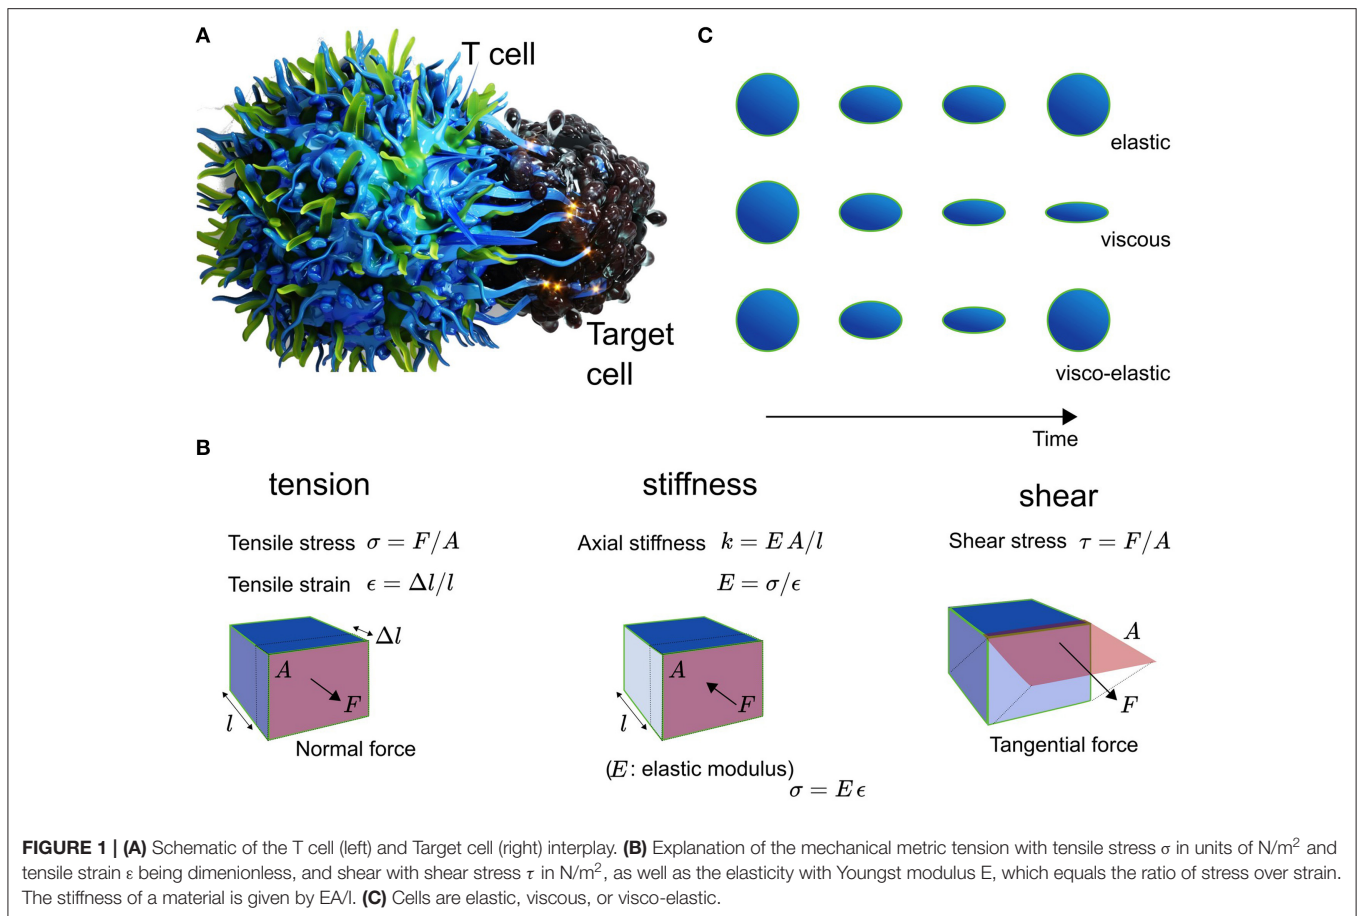 A
T cell
Target
cell
C
elastic
viscous
visco-elastic
Time
B
tension
Tensile stress σ = F/A
Tensile strain ϵ = Δl/l
Δl
A
F
l
Normal force
stiffness
Axial stiffness k = E A/l
E = σ/ϵ
A
F
l
(E: elastic modulus)
σ = E ϵ
shear
Shear stress τ = F/A
A
F
Tangential force
FIGURE 1 | (A) Schematic of the T cell (left) and Target cell (right) interplay. (B) Explanation of the mechanical metric tension with tensile stress σ in units of N/m² and
tensile strain ε being dimenionless, and shear with shear stress τ in N/m², as well as the elasticity with Youngst modulus E, which equals the ratio of stress over strain.
The stiffness of a material is given by EA/l. (C) Cells are elastic, viscous, or visco-elastic.